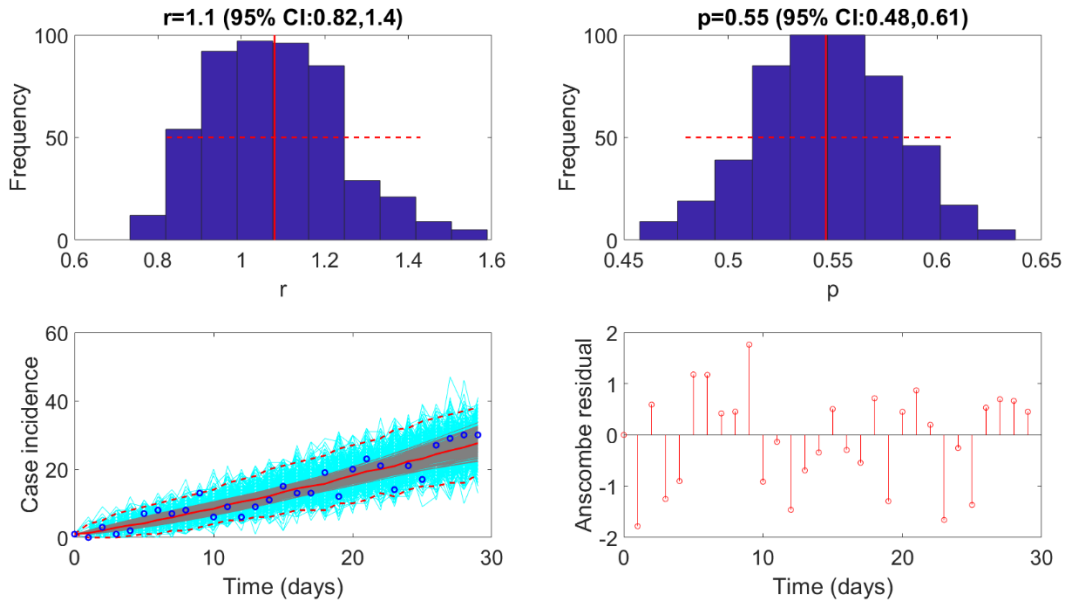 r=1.1 (95% CI:0.82,1.4)
100
50
0
Frequency
0.6 0.8 1 1.2 1.4 1.6
r
p=0.55 (95% CI:0.48,0.61)
100
50
0
Frequency
0.45 0.5 0.55 0.6 0.65
p
60
40
20
0
Case incidence
0 10 20 30
Time (days)
2
1
0
-1
-2
Anscombe residual
0 10 20 30
Time (days)